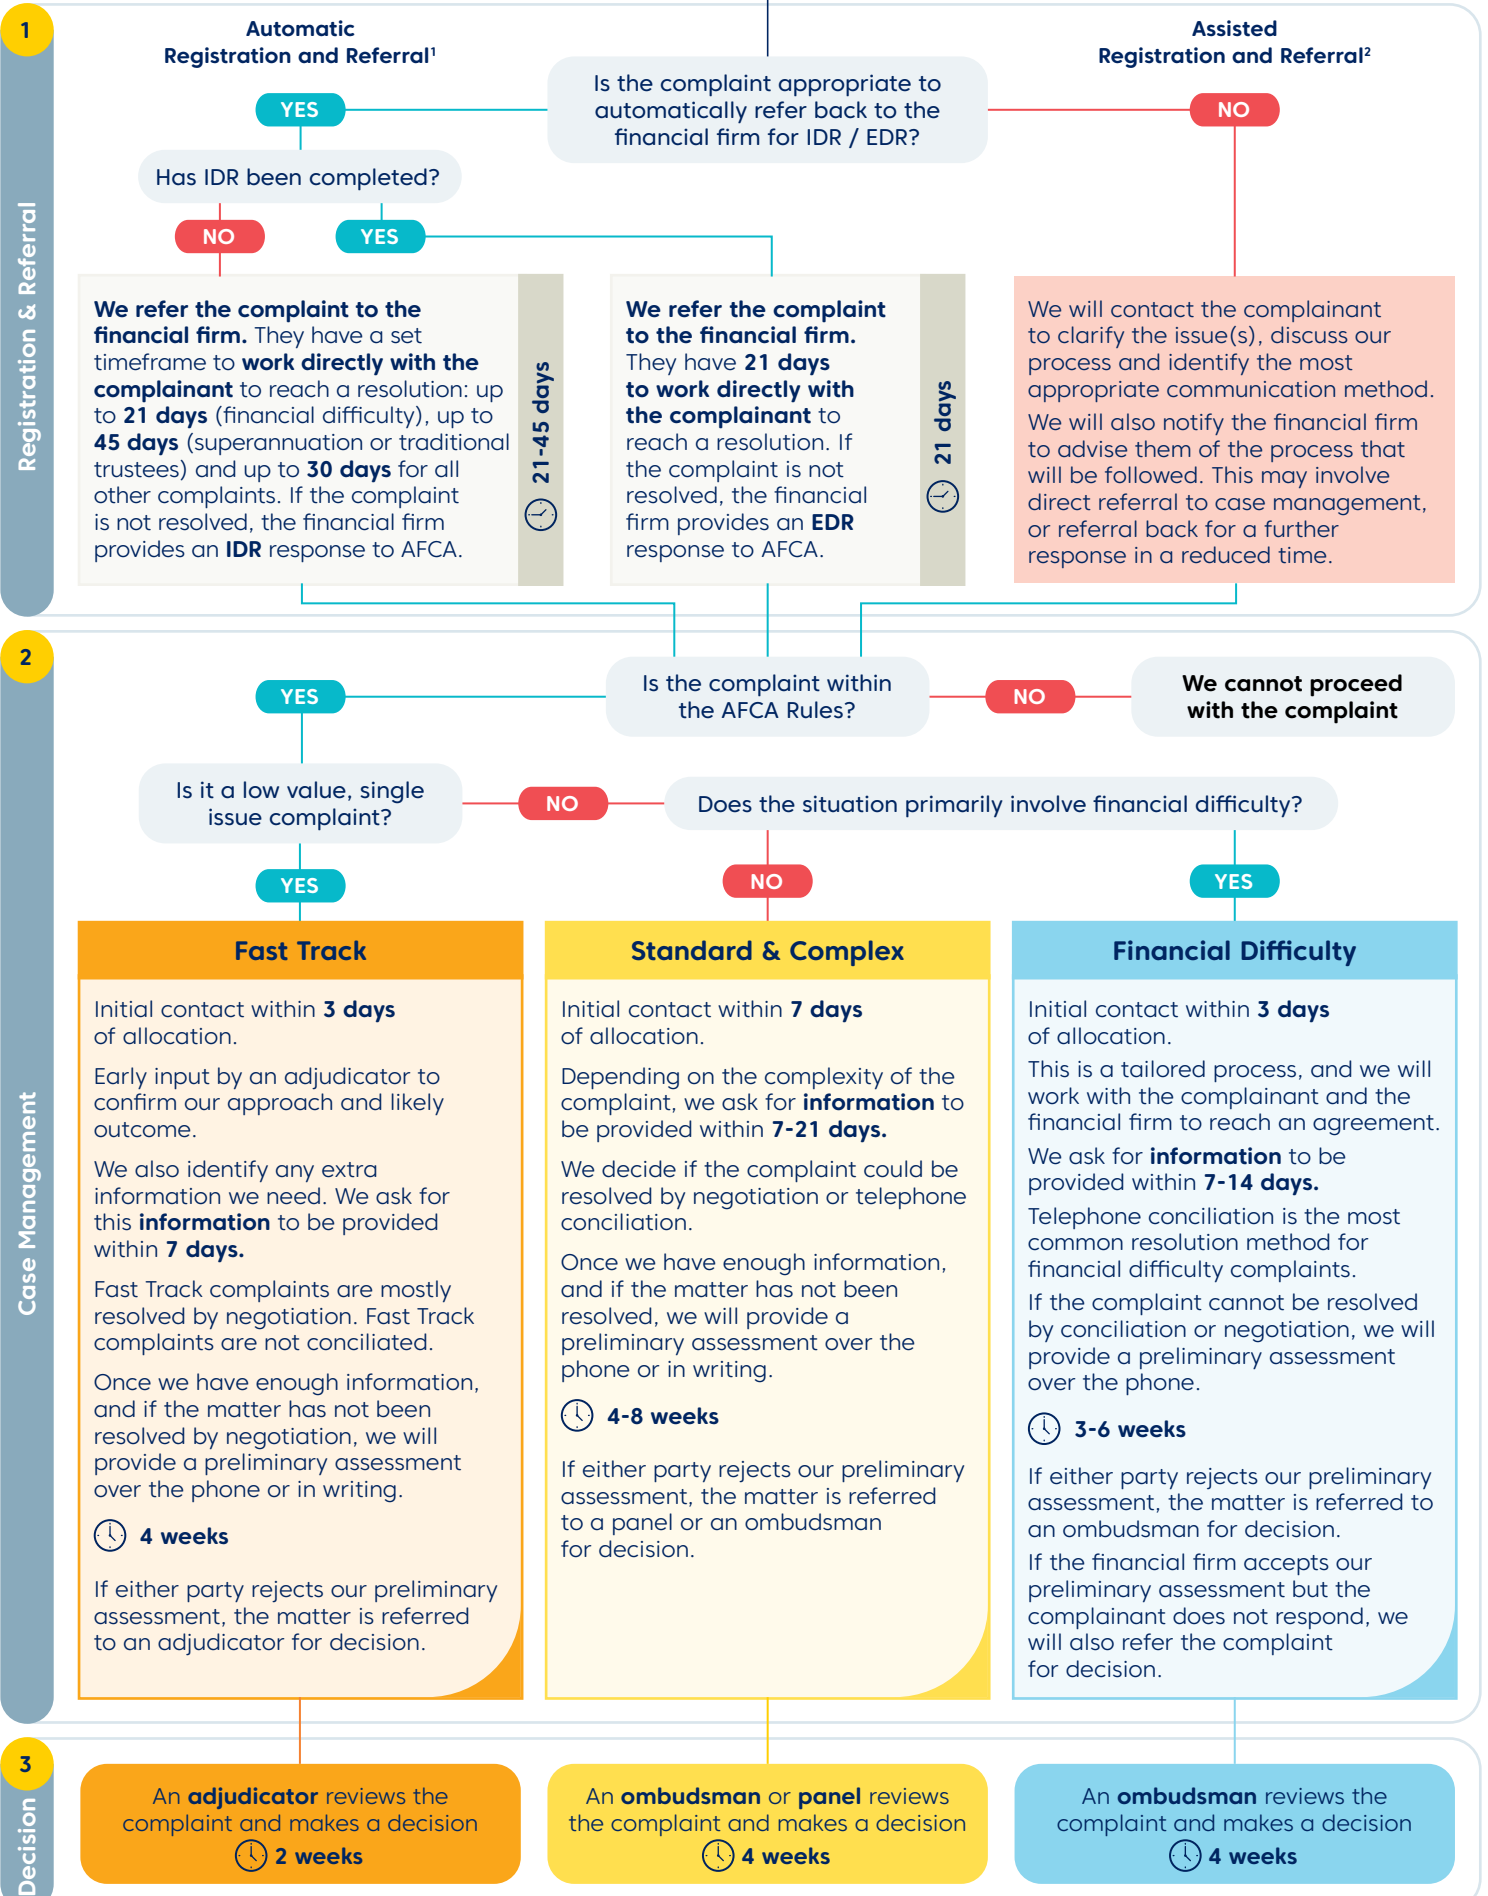 1
Automatic
Registration and Referral¹
Assisted
Registration and Referral²
Is the complaint appropriate to
automatically refer back to the
financial firm for IDR / EDR?
YES
NO
Has IDR been completed?
NO
YES
Registration & Referral
We refer the complaint to the
financial firm. They have a set
timeframe to work directly with the
complainant to reach a resolution: up
to 21 days (financial difficulty), up to
45 days (superannuation or traditional
trustees) and up to 30 days for all
other complaints. If the complaint
is not resolved, the financial firm
provides an IDR response to AFCA.
21-45 days
We refer the complaint
to the financial firm.
They have 21 days
to work directly with
the complainant to
reach a resolution. If
the complaint is not
resolved, the financial
firm provides an EDR
response to AFCA.
21 days
We will contact the complainant
to clarify the issue(s), discuss our
process and identify the most
appropriate communication method.
We will also notify the financial firm
to advise them of the process that
will be followed. This may involve
direct referral to case management,
or referral back for a further
response in a reduced time.
2
Case Management
Is the complaint within
the AFCA Rules?
YES
NO
We cannot proceed
with the complaint
Is it a low value, single
issue complaint?
NO
Does the situation primarily involve financial difficulty?
YES
NO
YES
Fast Track
Initial contact within 3 days
of allocation.
Early input by an adjudicator to
confirm our approach and likely
outcome.
We also identify any extra
information we need. We ask for
this information to be provided
within 7 days.
Fast Track complaints are mostly
resolved by negotiation. Fast Track
complaints are not conciliated.
Once we have enough information,
and if the matter has not been
resolved by negotiation, we will
provide a preliminary assessment
over the phone or in writing.
4 weeks
If either party rejects our preliminary
assessment, the matter is referred
to an adjudicator for decision.
Standard & Complex
Initial contact within 7 days
of allocation.
Depending on the complexity of the
complaint, we ask for information to
be provided within 7-21 days.
We decide if the complaint could be
resolved by negotiation or telephone
conciliation.
Once we have enough information,
and if the matter has not been
resolved, we will provide a
preliminary assessment over the
phone or in writing.
4-8 weeks
If either party rejects our preliminary
assessment, the matter is referred
to a panel or an ombudsman
for decision.
Financial Difficulty
Initial contact within 3 days
of allocation.
This is a tailored process, and we will
work with the complainant and the
financial firm to reach an agreement.
We ask for information to be
provided within 7-14 days.
Telephone conciliation is the most
common resolution method for
financial difficulty complaints.
If the complaint cannot be resolved
by conciliation or negotiation, we will
provide a preliminary assessment
over the phone.
3-6 weeks
If either party rejects our preliminary
assessment, the matter is referred to
an ombudsman for decision.
If the financial firm accepts our
preliminary assessment but the
complainant does not respond, we
will also refer the complaint
for decision.
3
Decision
An adjudicator reviews the
complaint and makes a decision
2 weeks
An ombudsman or panel reviews
the complaint and makes a decision
4 weeks
An ombudsman reviews the
complaint and makes a decision
4 weeks